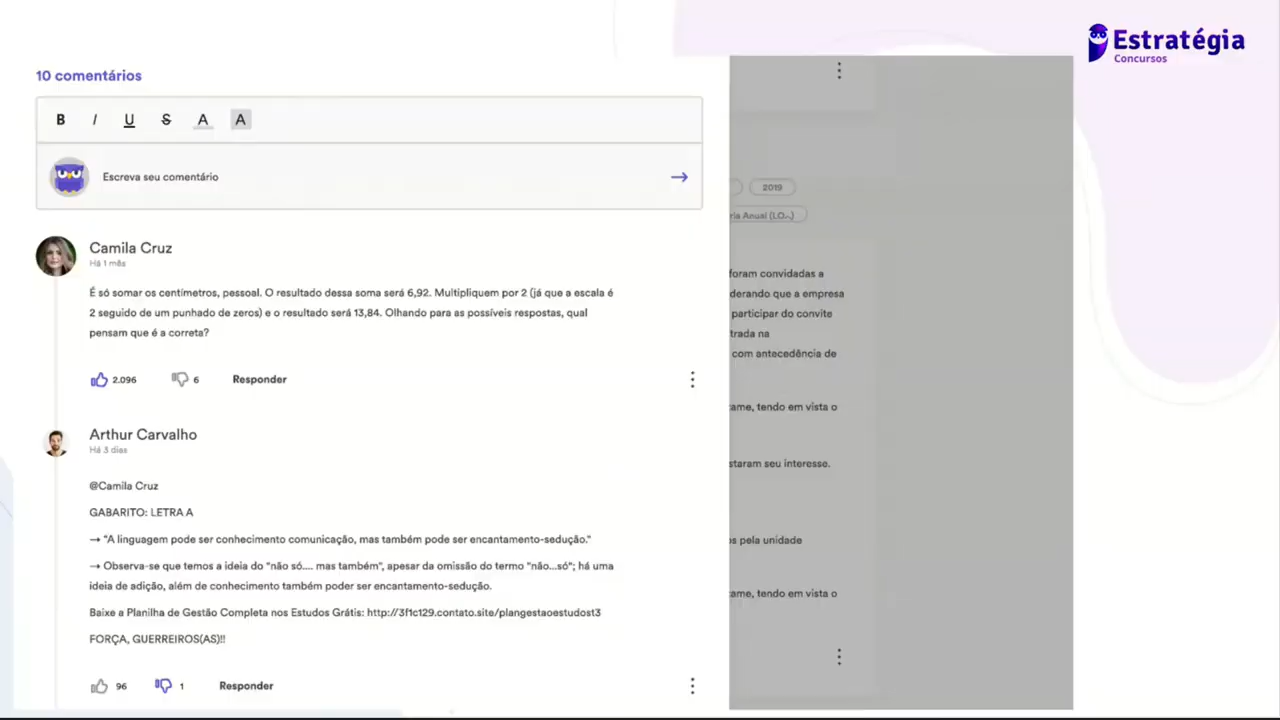 Estratégia
Concursos
10 comentários
B I U S A A
Escreva seu comentário
Camila Cruz
Há 1 mês
É só somar os centímetros, pessoal. O resultado dessa soma será 6,92. Multipliquem por 2 (já que a escala é
2 seguido de um punhado de zeros) e o resultado será 13,84. Olhando para as possíveis respostas, qual
pensam que é a correta?
2.096 6 Responder
Arthur Carvalho
Há 3 dias
@Camila Cruz
GABARITO: LETRA A
→ "A linguagem pode ser conhecimento comunicação, mas também pode ser encantamento-sedução."
→ Observa-se que temos a ideia do "não só.... mas também", apesar da omissão do termo "não...só"; há uma
ideia de adição, além de conhecimento também poder ser encantamento-sedução.
Baixe a Planilha de Gestão Completa nos Estudos Grátis: http://3f1c129.contato.site/plangestaoestudost3
FORÇA, GUERREIROS(AS)!!
96 1 Responder
2019
ria Anual (LO...)
foram convidadas a
derando que a empresa
participar do convite
trada na
com antecedência de
ame, tendo em vista o
staram seu interesse.
os pela unidade
ame, tendo em vista o